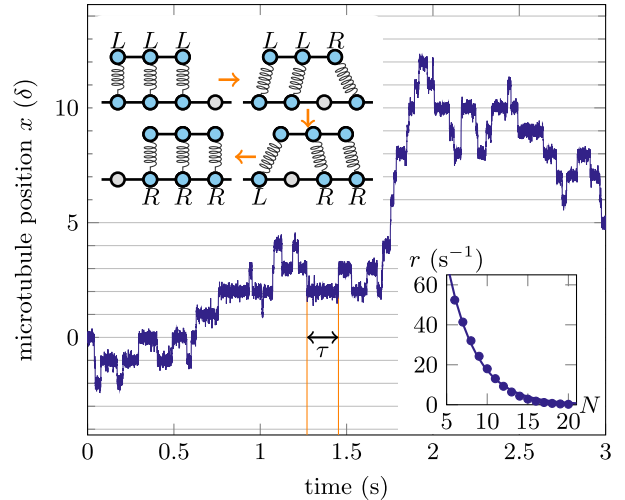 L L L
L L R
R R R
L R R
10
5
0
microtubule position x (δ)
τ
r (s⁻¹)
60
40
20
0
5 10 15 20 N
0 0.5 1 1.5 2 2.5 3
time (s)